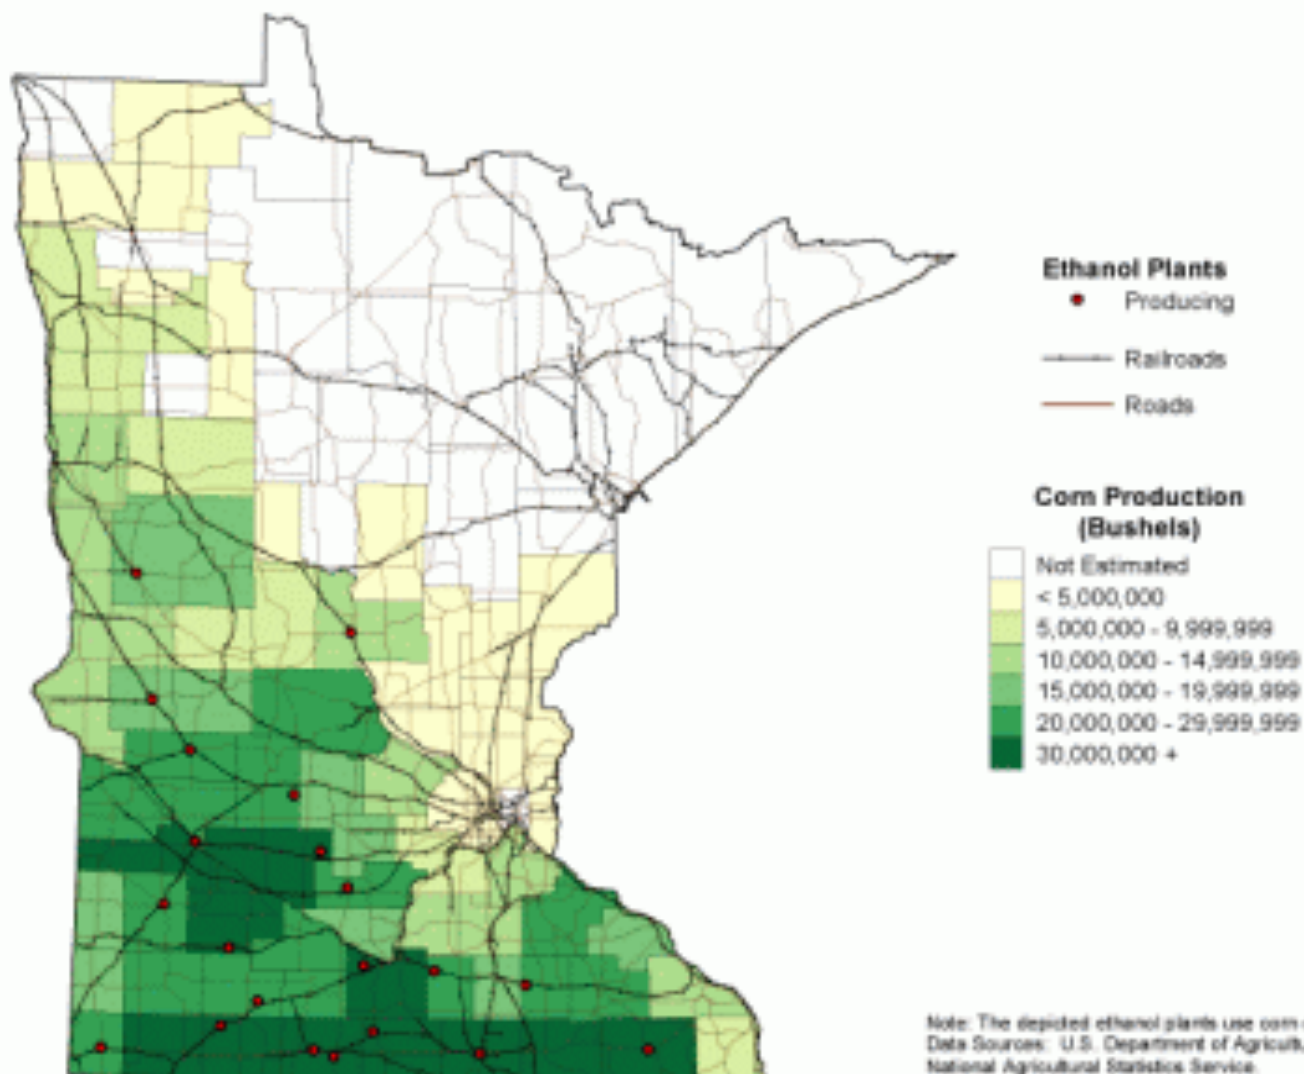 Ethanol Plants
Producing
Railroads
Roads
Corn Production
(Bushels)
Not Estimated
< 5,000,000
5,000,000 - 9,999,999
10,000,000 - 14,999,999
15,000,000 - 19,999,999
20,000,000 - 29,999,999
30,000,000 +
Note: The depicted ethanol plants use corn
Data Sources: U.S. Department of Agricultu
National Agricultural Statistics Service.